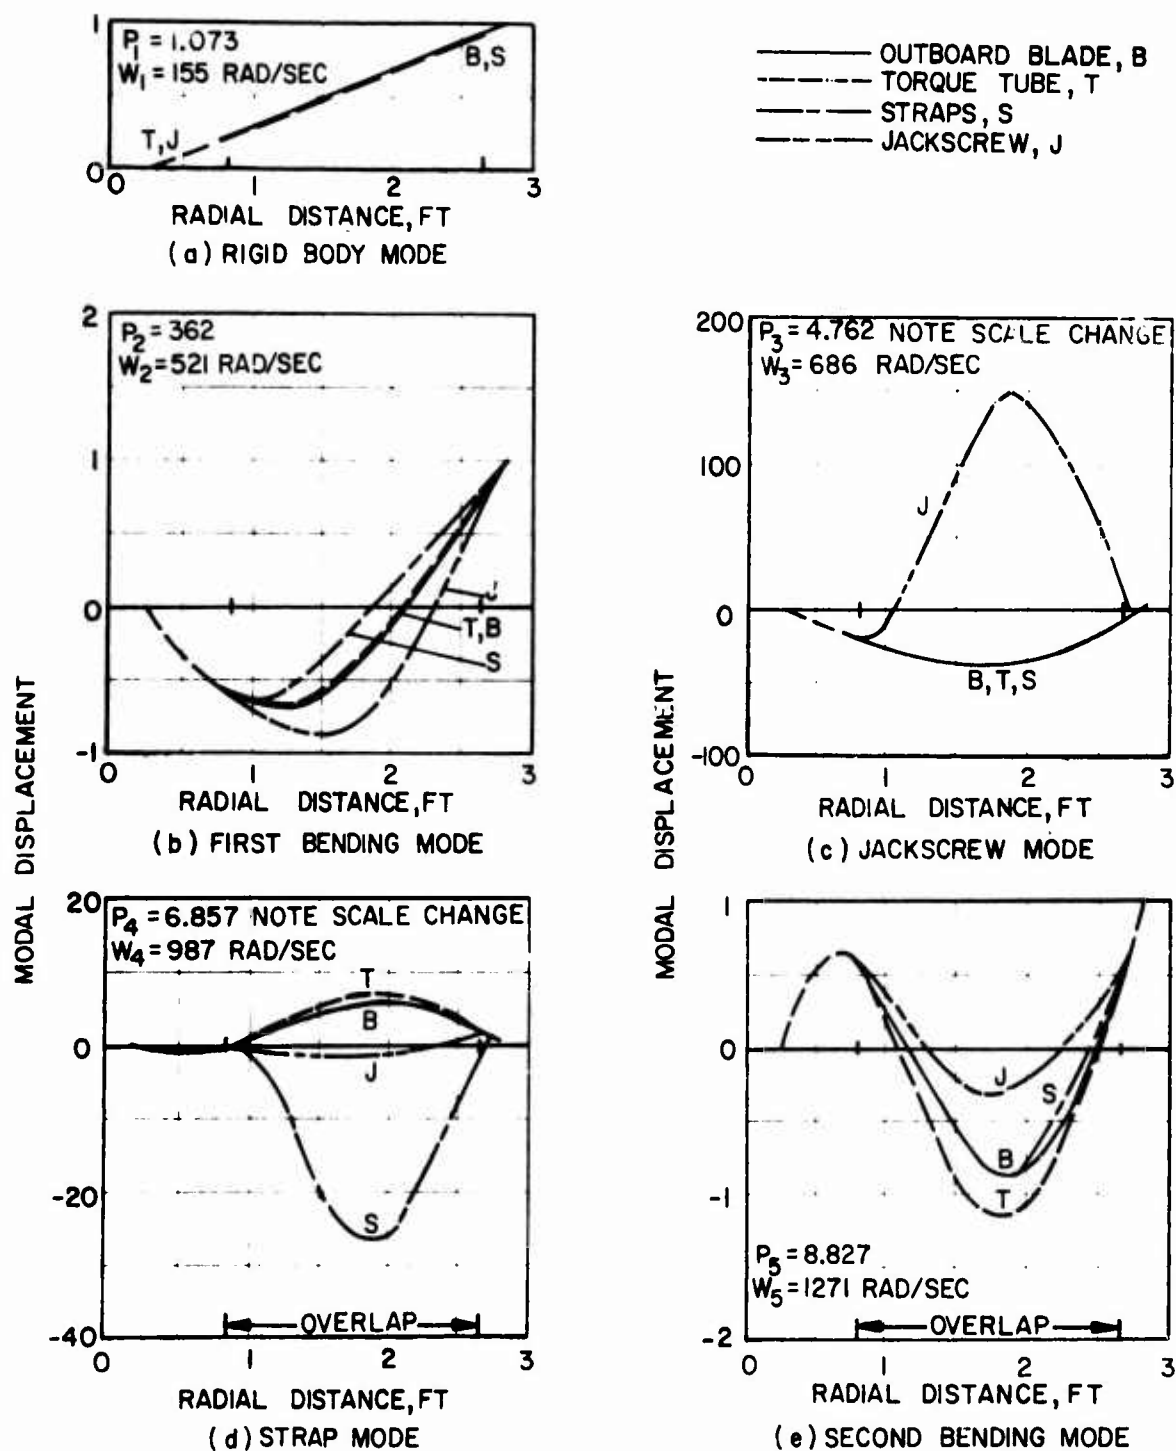 1
P1 = 1.073
W1 = 155 RAD/SEC
B,S
T,J
0
0 1 2 3
RADIAL DISTANCE, FT
(a) RIGID BODY MODE
OUTBOARD BLADE, B
TORQUE TUBE, T
STRAPS, S
JACKSCREW, J
2
P2 = 362
W2 = 521 RAD/SEC
1
J
0
T,B
S
-1
0 1 2 3
RADIAL DISTANCE, FT
(b) FIRST BENDING MODE
200
P3 = 4.762 NOTE SCALE CHANGE
W3 = 686 RAD/SEC
100
J
0
B,T,S
-100
0 1 2 3
RADIAL DISTANCE, FT
(c) JACKSCREW MODE
MODAL DISPLACEMENT
MODAL DISPLACEMENT
20
P4 = 6.857 NOTE SCALE CHANGE
W4 = 987 RAD/SEC
T
B
0
J
-20
S
OVERLAP
-40
0 1 2 3
RADIAL DISTANCE, FT
(d) STRAP MODE
1
0
J
S
B
-1
T
P5 = 8.827
W5 = 1271 RAD/SEC
OVERLAP
-2
0 1 2 3
RADIAL DISTANCE, FT
(e) SECOND BENDING MODE